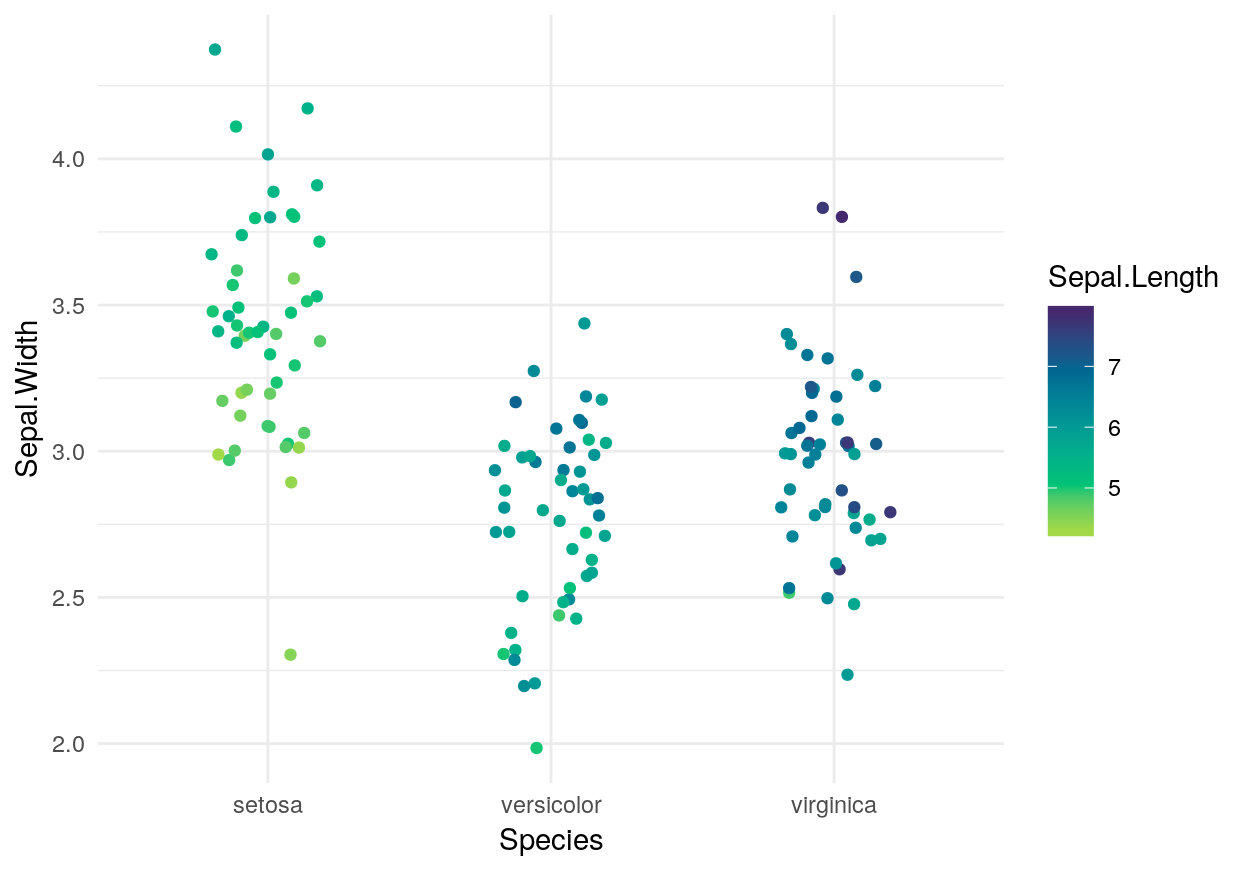 Sepal.Width
4.0
3.5
3.0
2.5
2.0
setosa
versicolor
virginica
Species
Sepal.Length
7
6
5